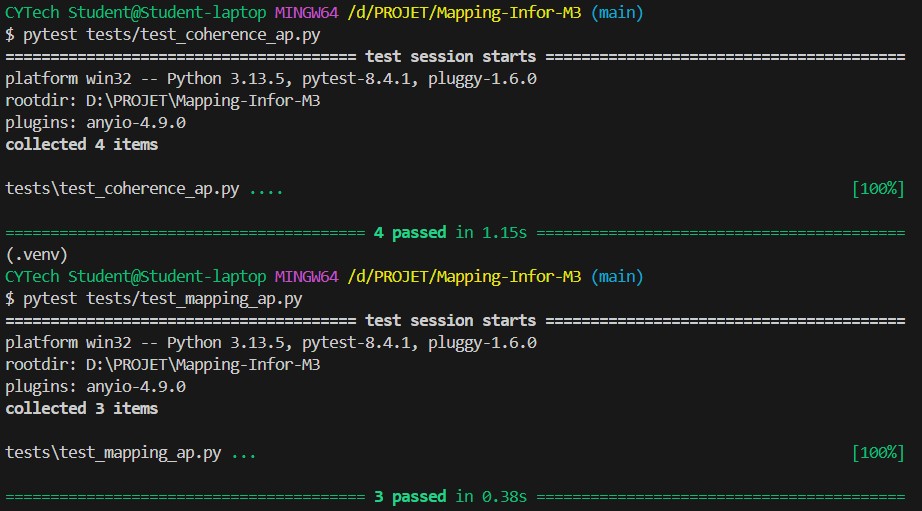 CYTech Student@Student-laptop MINGW64 /d/PROJET/Mapping-Infor-M3 (main)
$ pytest tests/test_coherence_ap.py
======================================== test session starts =========================================
platform win32 -- Python 3.13.5, pytest-8.4.1, pluggy-1.6.0
rootdir: D:\PROJET\Mapping-Infor-M3
plugins: anyio-4.9.0
collected 4 items
tests\test_coherence_ap.py .... [100%]
========================================= 4 passed in 1.15s ==========================================
(.venv)
CYTech Student@Student-laptop MINGW64 /d/PROJET/Mapping-Infor-M3 (main)
$ pytest tests/test_mapping_ap.py
======================================== test session starts =========================================
platform win32 -- Python 3.13.5, pytest-8.4.1, pluggy-1.6.0
rootdir: D:\PROJET\Mapping-Infor-M3
plugins: anyio-4.9.0
collected 3 items
tests\test_mapping_ap.py ... [100%]
========================================= 3 passed in 0.38s ==========================================